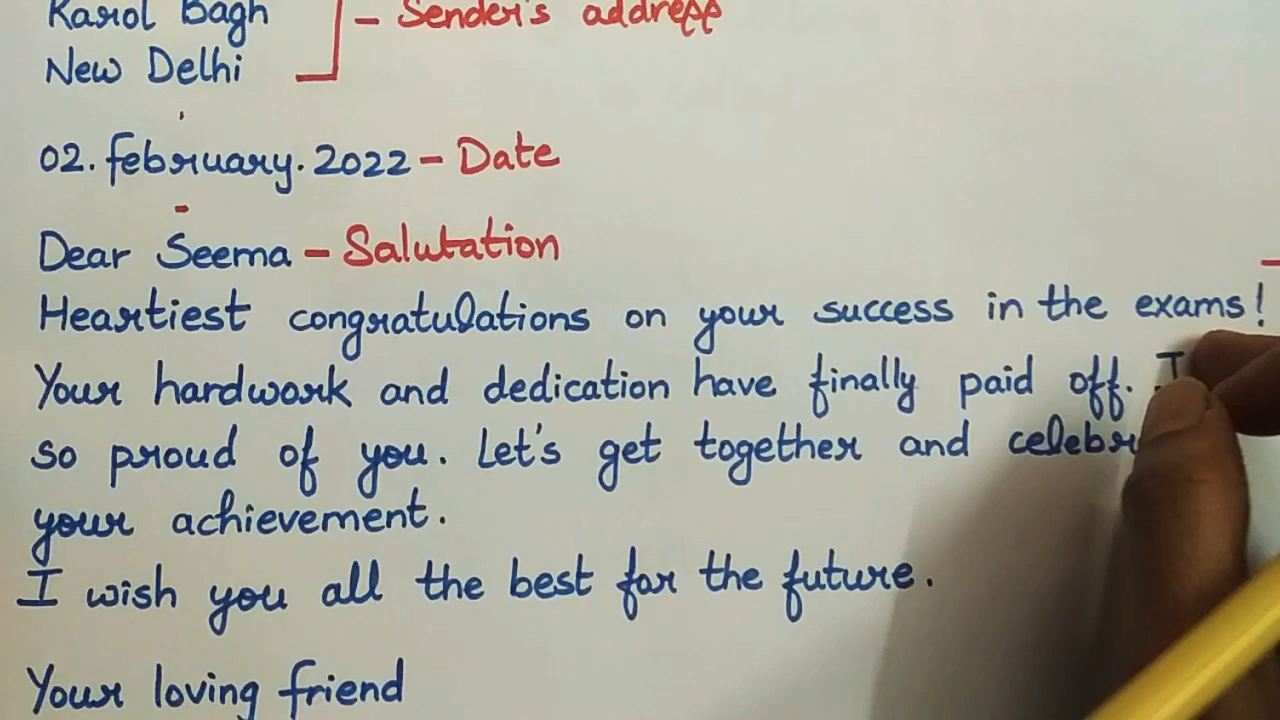 Karol Bagh
New Delhi
- Sender's address
02. february. 2022 - Date
Dear Seema - Salutation
Heartiest congratulations on your success in the exams!
Your hardwork and dedication have finally paid off. I
so proud of you. Let's get together and
your achievement.
I wish you all the best for the future.
Your loving friend